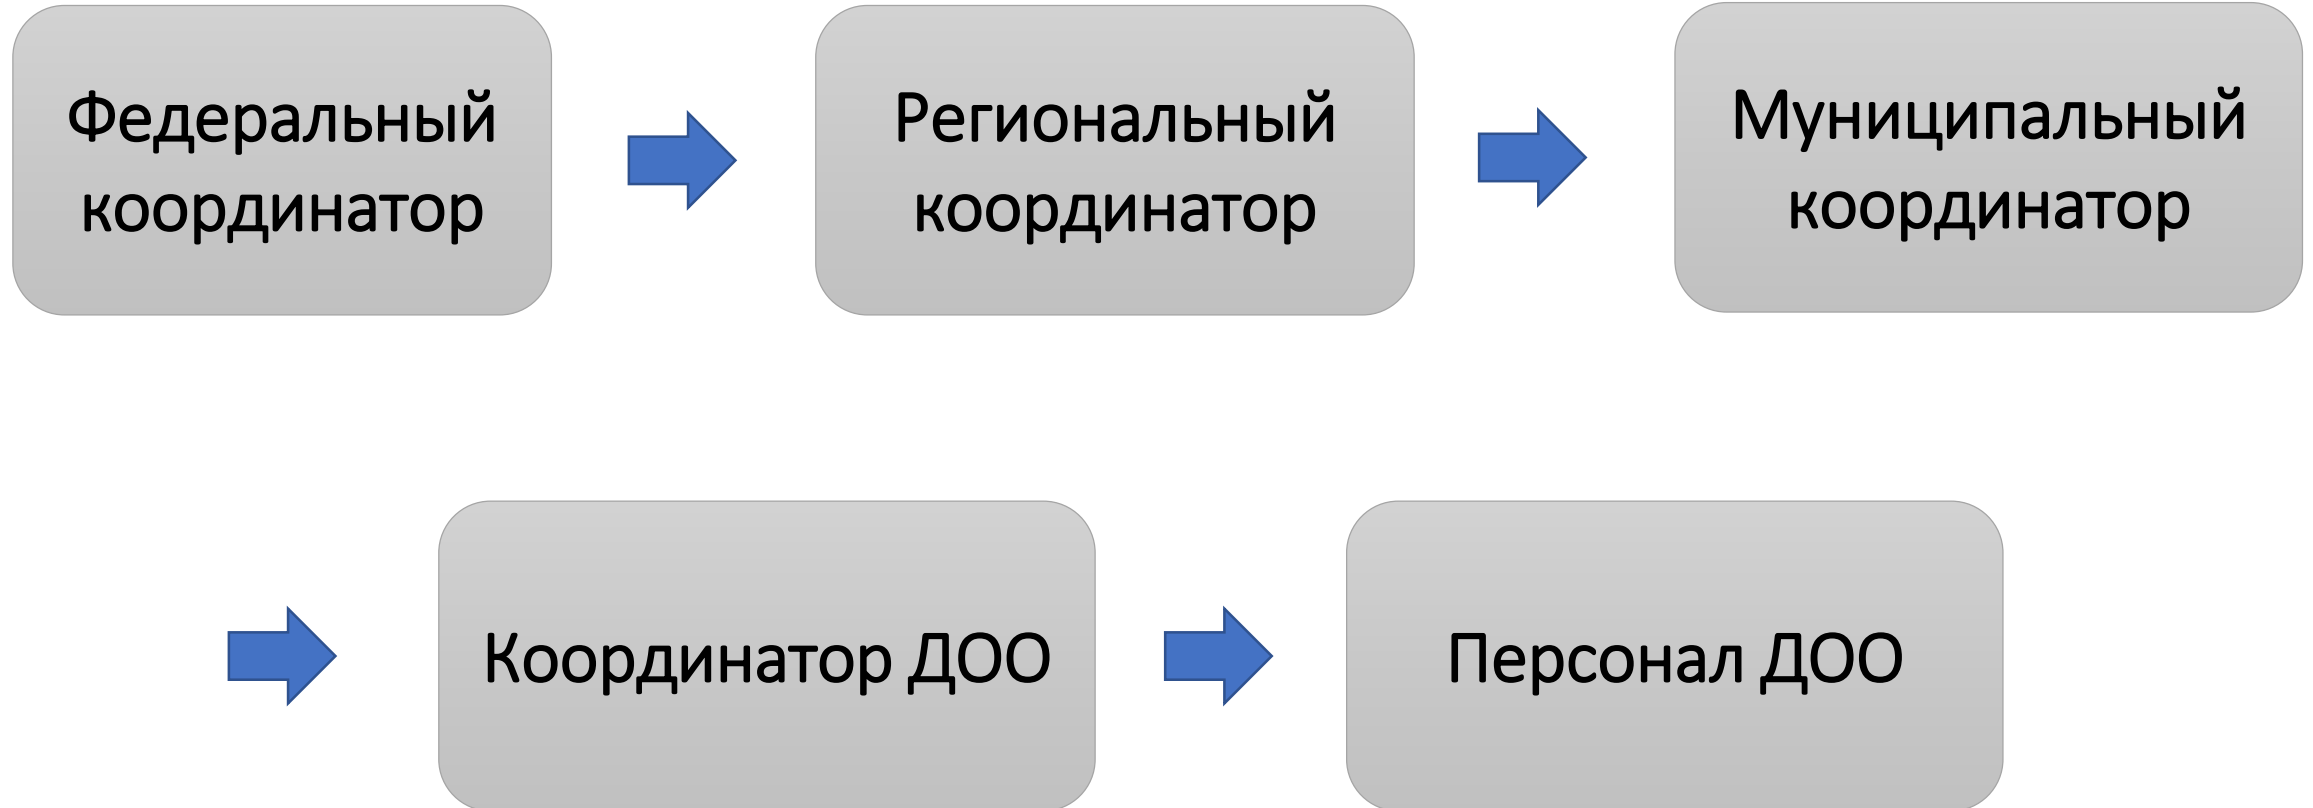 Федеральный
координатор
Региональный
координатор
Муниципальный
координатор
Координатор ДОО
Персонал ДОО